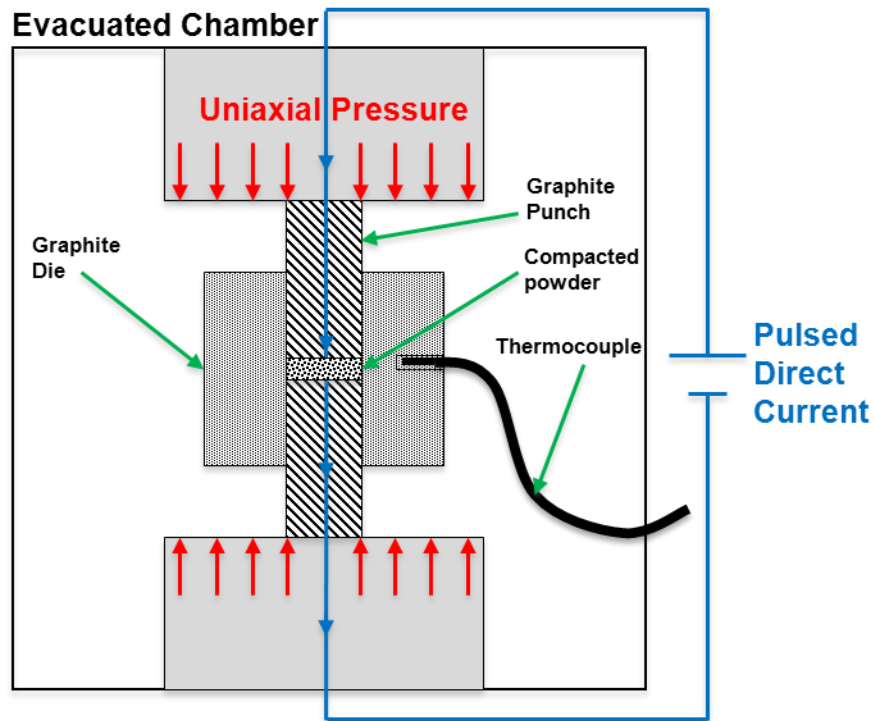 Evacuated Chamber
Uniaxial Pressure
Graphite
Punch
Graphite
Die
Compacted
powder
Thermocouple
Pulsed
Direct
Current